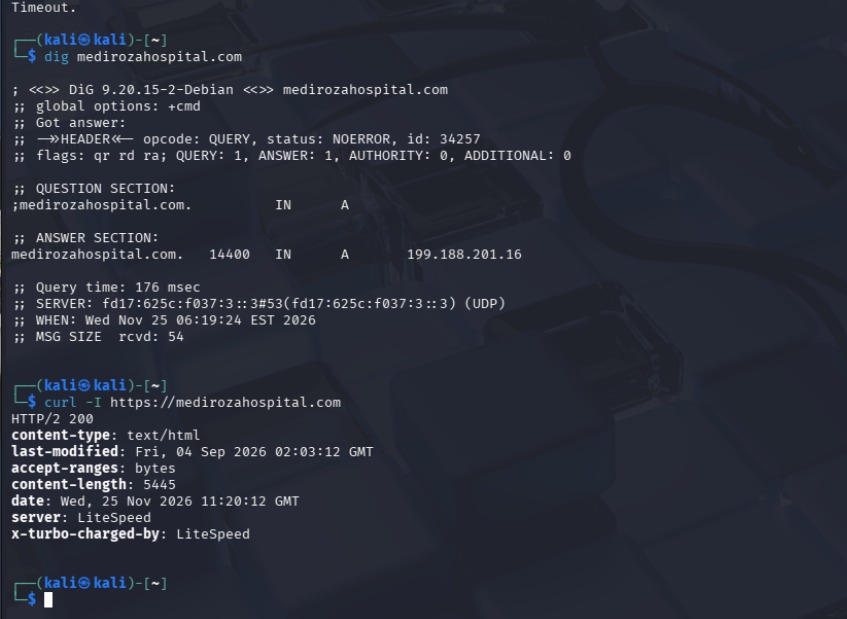 Timeout.
┌──(kali㉿kali)-[~]
└─$ dig medirozahospital.com
; <<>> DiG 9.20.15-2-Debian <<>> medirozahospital.com
;; global options: +cmd
;; Got answer:
;; ->>HEADER<<- opcode: QUERY, status: NOERROR, id: 34257
;; flags: qr rd ra; QUERY: 1, ANSWER: 1, AUTHORITY: 0, ADDITIONAL: 0
;; QUESTION SECTION:
;medirozahospital.com. IN A
;; ANSWER SECTION:
medirozahospital.com. 14400 IN A 199.188.201.16
;; Query time: 176 msec
;; SERVER: fd17:625c:f037:3::3#53(fd17:625c:f037:3::3) (UDP)
;; WHEN: Wed Nov 25 06:19:24 EST 2026
;; MSG SIZE rcvd: 54
┌──(kali㉿kali)-[~]
└─$ curl -I https://medirozahospital.com
HTTP/2 200
content-type: text/html
last-modified: Fri, 04 Sep 2026 02:03:12 GMT
accept-ranges: bytes
content-length: 5445
date: Wed, 25 Nov 2026 11:20:12 GMT
server: LiteSpeed
x-turbo-charged-by: LiteSpeed
┌──(kali㉿kali)-[~]
└─$